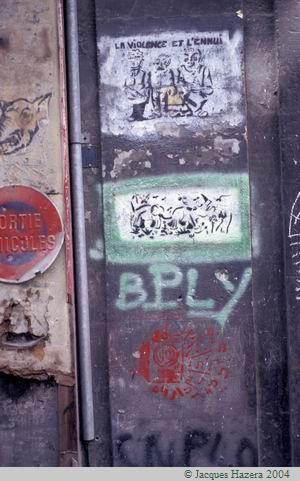 LA VIOLENCE ET L'ENNUI
ORTIE
HICULES
BPLY
© Jacques Hazera 2004